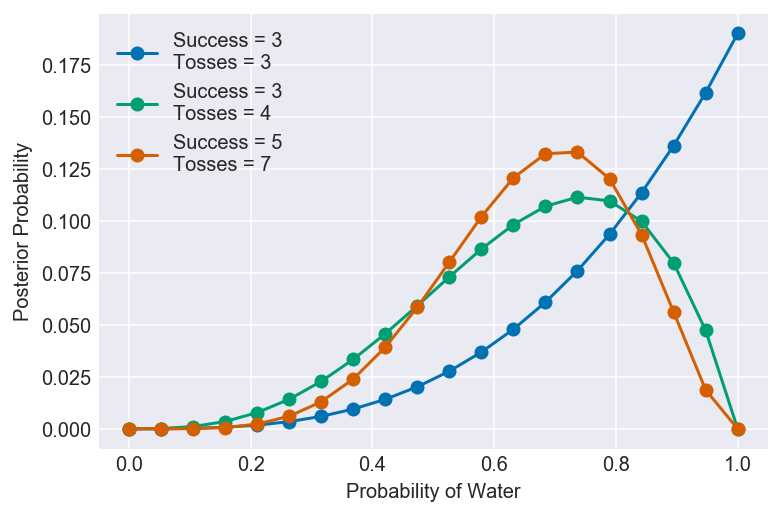 Success = 3
Tosses = 3
Success = 3
Tosses = 4
Success = 5
Tosses = 7
0.175
0.150
0.125
0.100
0.075
0.050
0.025
0.000
Posterior Probability
0.0 0.2 0.4 0.6 0.8 1.0
Probability of Water